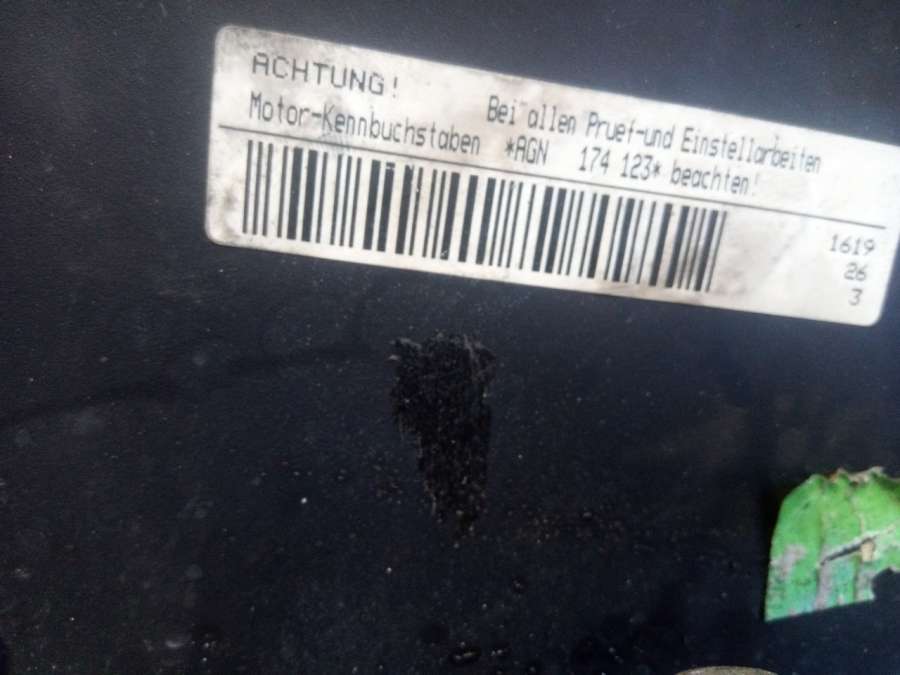 ACHTUNG!
Bei allen Pruef-und Einstellarbeiten
Motor-Kennbuchstaben *AGN 174 123* beachten!
1619
26
3